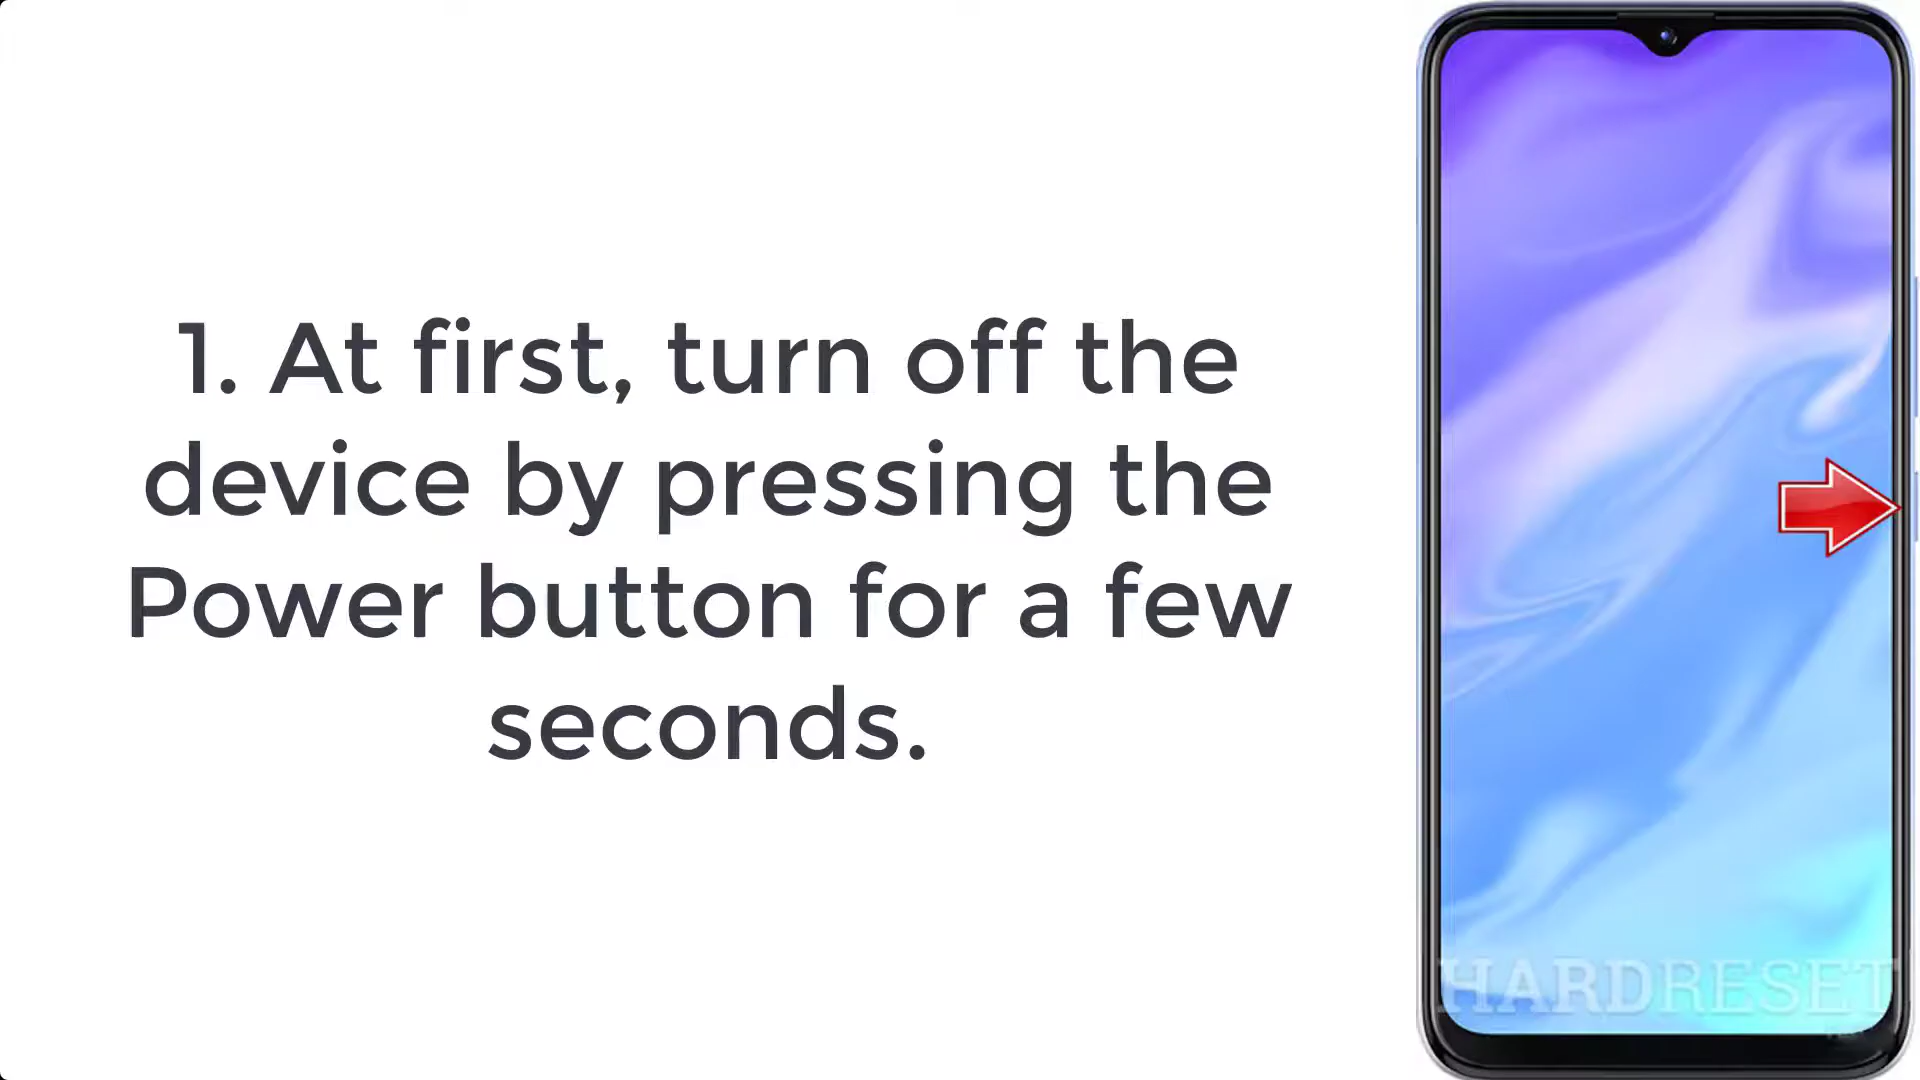 1. At first, turn off the
device by pressing the
Power button for a few
seconds.
HARDRESET